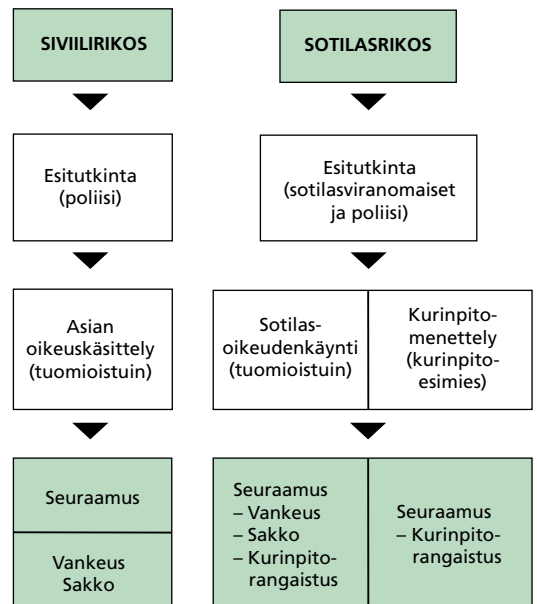 SIVIILIRIKOS
Esitutkinta
(poliisi)
Asian
oikeuskäsittely
(tuomioistuin)
Seuraamus
Vankeus
Sakko
SOTILASRIKOS
Esitutkinta
(sotilasviranomaiset
ja poliisi)
Sotilas-
oikeudenkäynti
(tuomioistuin)
Kurinpito-
menettely
(kurinpito-
esimies)
Seuraamus
– Vankeus
– Sakko
– Kurinpito-
rangaistus
Seuraamus
– Kurinpito-
rangaistus